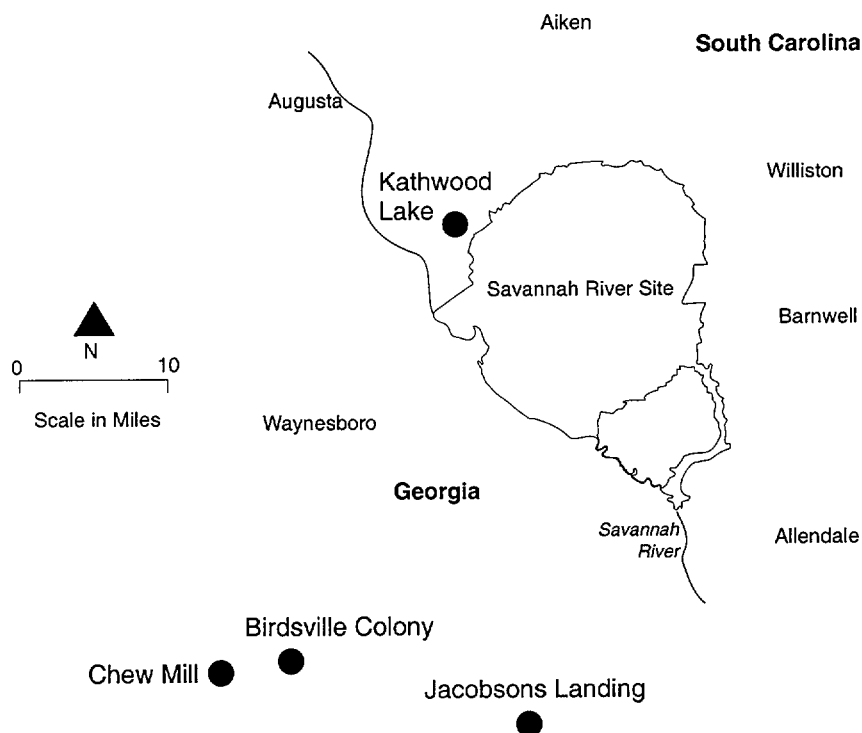 Aiken
South Carolina
Augusta
Williston
Kathwood
Lake
Savannah River Site
Barnwell
N
0 10
Scale in Miles
Waynesboro
Georgia
Savannah
River
Allendale
Birdsville Colony
Chew Mill
Jacobsons Landing